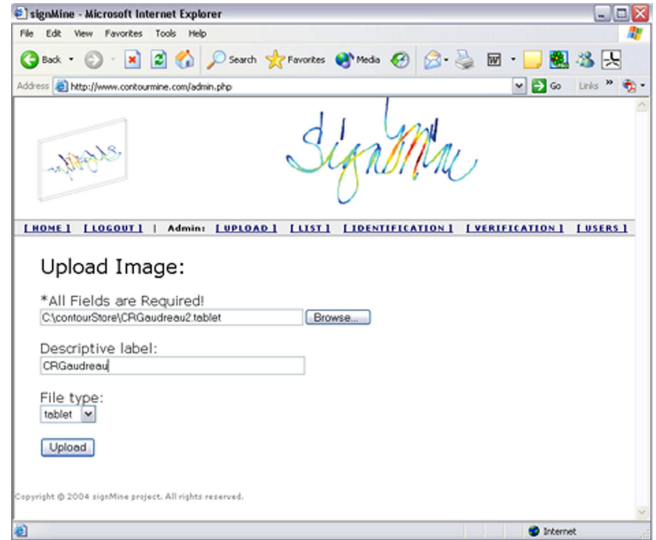 signMine - Microsoft Internet Explorer
File Edit View Favorites Tools Help
Back Search Favorites Media
Address http://www.contourmine.com/admin.php Go Links »
SignMine
[ HOME ] [ LOGOUT ] | Admin: [ UPLOAD ] [ LIST ] [ IDENTIFICATION ] [ VERIFICATION ] [ USERS ]
Upload Image:
*All Fields are Required!
C:\contourStore\CRGaudreau2.tablet Browse...
Descriptive label:
CRGaudreau
File type:
tablet
Upload
Copyright © 2004 signMine project. All rights reserved.
Internet